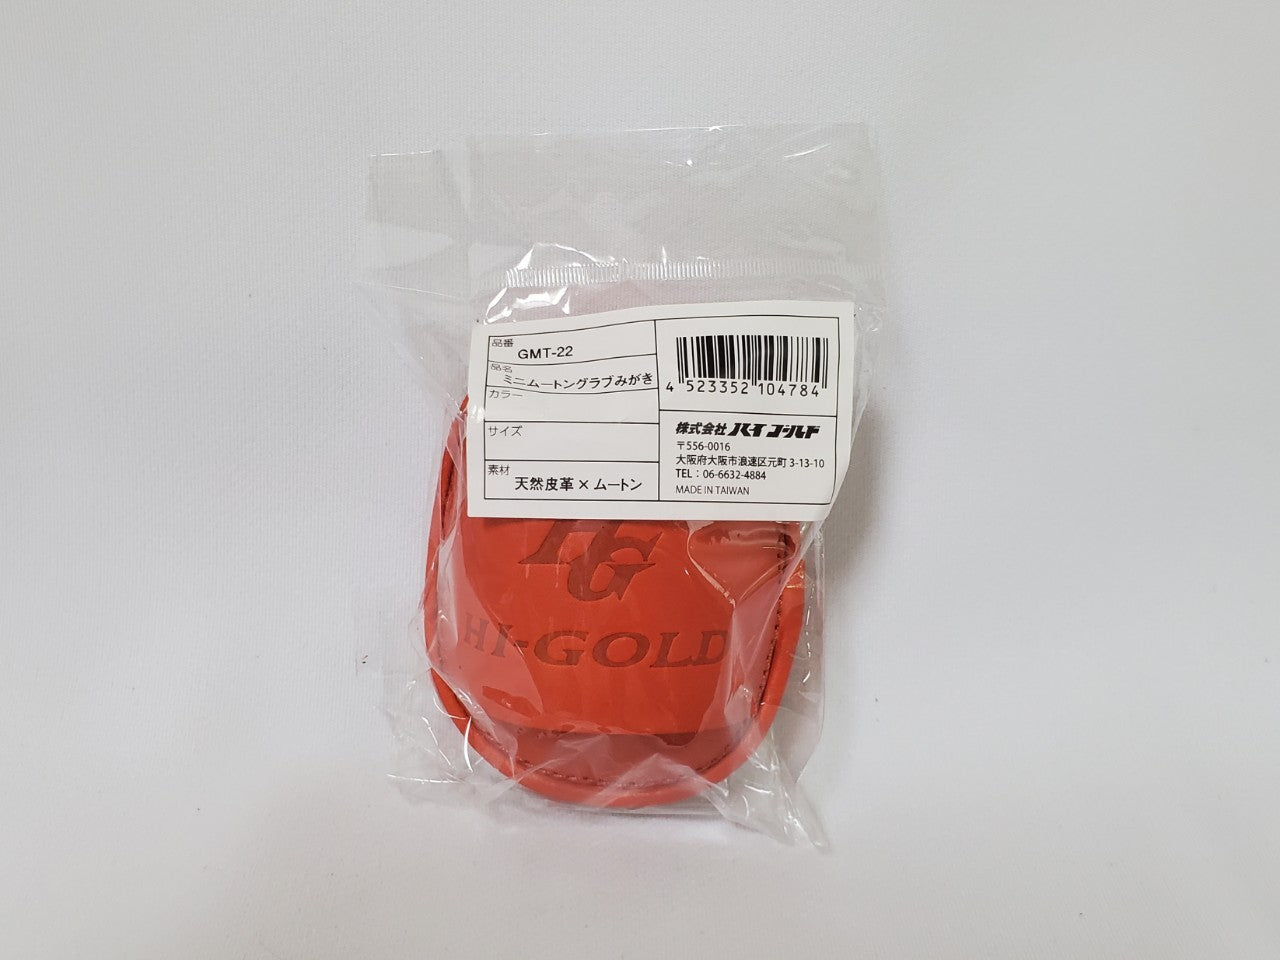 品番
GMT-22
品名
ミニムートングラブみがき
カラー
サイズ
素材
天然皮革×ムートン
4 523352 104784
株式会社 ハイゴールド
〒556-0016
大阪府大阪市浪速区元町 3-13-10
TEL：06-6632-4884
MADE IN TAIWAN
HG
HI-GOLD